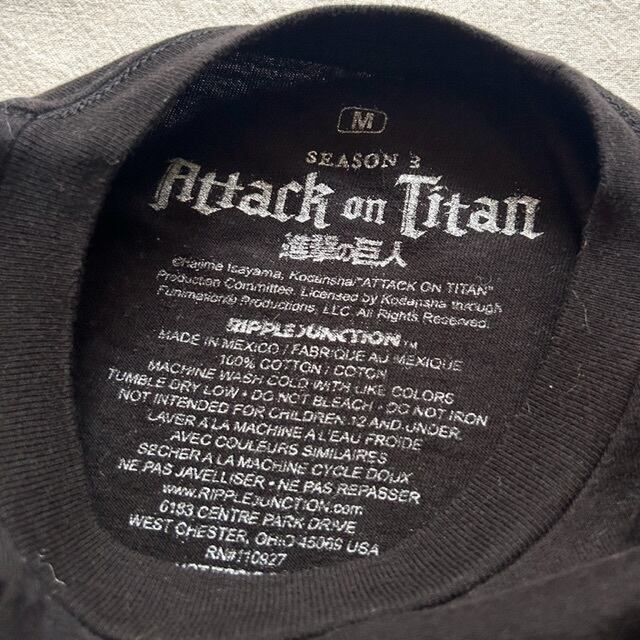 M
SEASON 3
Attack on Titan
進撃の巨人
©Hajime Isayama, Kodansha/"ATTACK ON TITAN"
Production Committee. Licensed by Kodansha through
Funimation® Productions, LLC. All Rights Reserved.
RIPPLE JUNCTION™
MADE IN MEXICO / FABRIQUE AU MEXIQUE
100% COTTON / COTON
MACHINE WASH COLD WITH LIKE COLORS
TUMBLE DRY LOW • DO NOT BLEACH • DO NOT IRON
NOT INTENDED FOR CHILDREN 12 AND UNDER
LAVER A LA MACHINE A L'EAU FROIDE
AVEC COULEURS SIMILAIRES
SECHER A LA MACHINE CYCLE DOUX
NE PAS JAVELLISER • NE PAS REPASSER
www.RIPPLEJUNCTION.com
6183 CENTRE PARK DRIVE
WEST CHESTER, OHIO 45069 USA
RN#110927